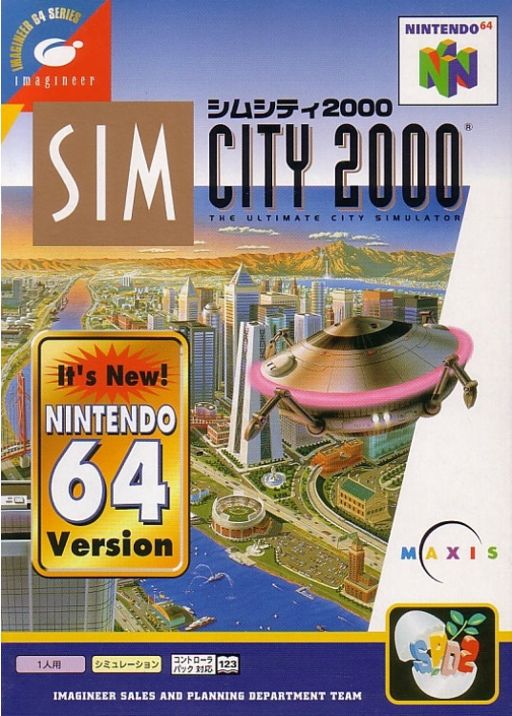 IMAGINEER 64 SERIES
imagineer
NINTENDO64
シムシティ2000
SIM
CITY 2000®
THE ULTIMATE CITY SIMULATOR
It's New!
NINTENDO
64
Version
MAXIS
SPD2
1人用
シミュレーション
コントローラ
パック対応
123
IMAGINEER SALES AND PLANNING DEPARTMENT TEAM